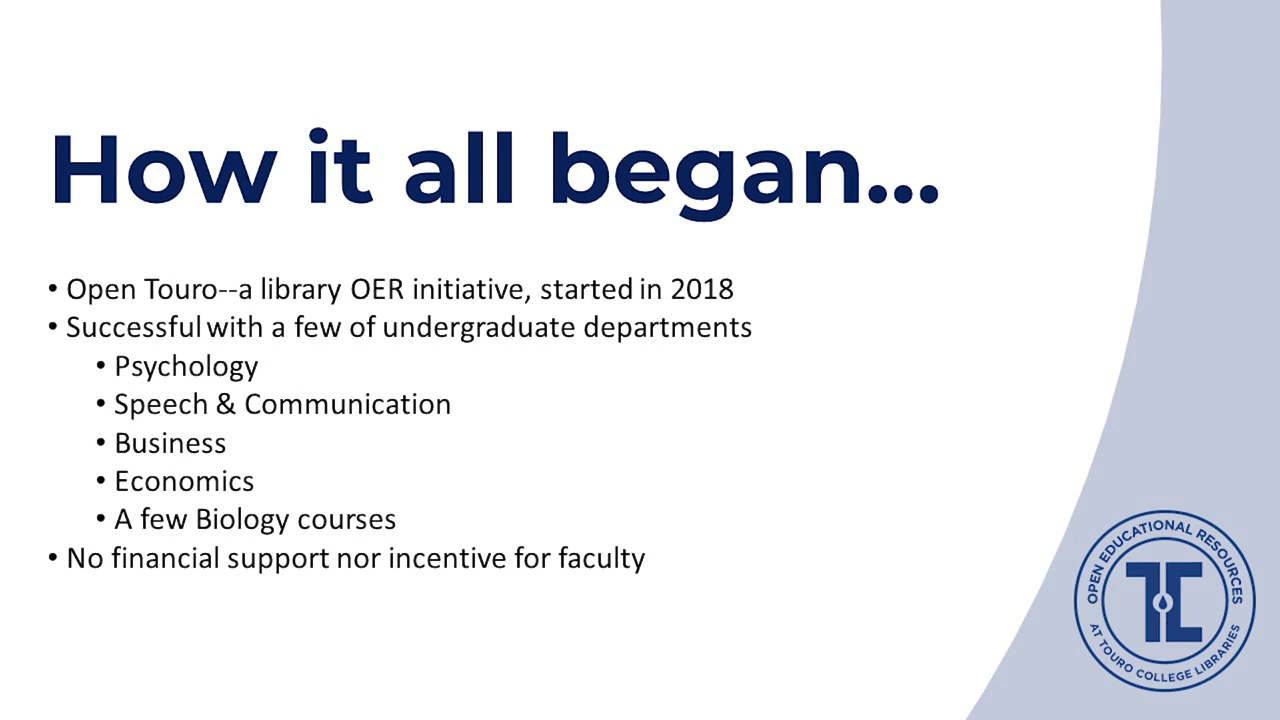 How it all began...
• Open Touro--a library OER initiative, started in 2018
• Successful with a few of undergraduate departments
• Psychology
• Speech & Communication
• Business
• Economics
• A few Biology courses
• No financial support nor incentive for faculty
OPEN EDUCATIONAL RESOURCES
TC
AT TOURO COLLEGE LIBRARIES